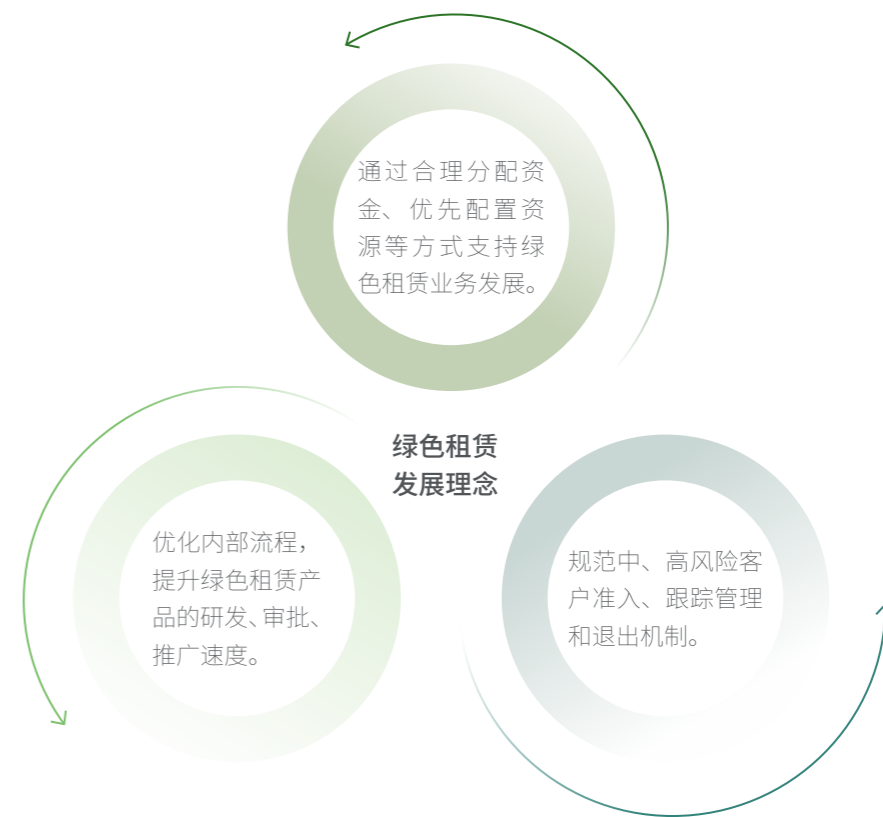 通过合理分配资
金、优先配置资
源等方式支持绿
色租赁业务发展。
绿色租赁
发展理念
优化内部流程，
提升绿色租赁产
品的研发、审批、
推广速度。
规范中、高风险客
户准入、跟踪管理
和退出机制。